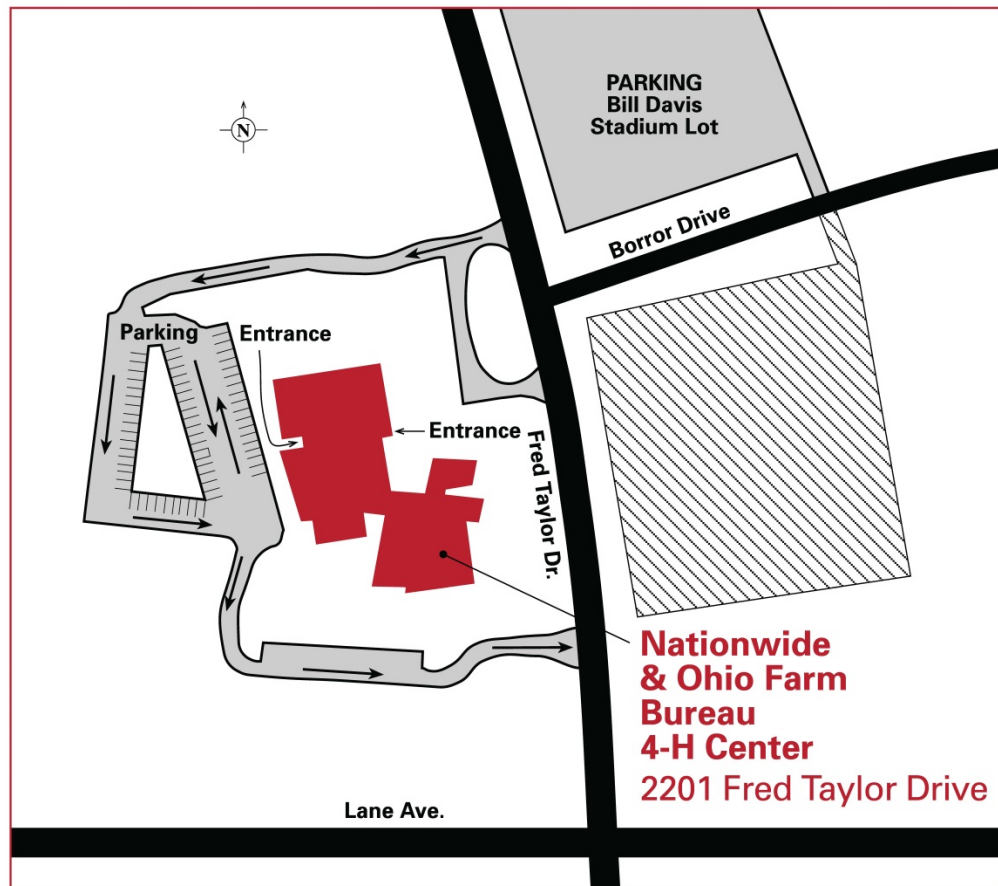 PARKING
Bill Davis
Stadium Lot
N
Borror Drive
Parking
Entrance
Entrance
Fred Taylor Dr.
Nationwide
& Ohio Farm
Bureau
4-H Center
2201 Fred Taylor Drive
Lane Ave.